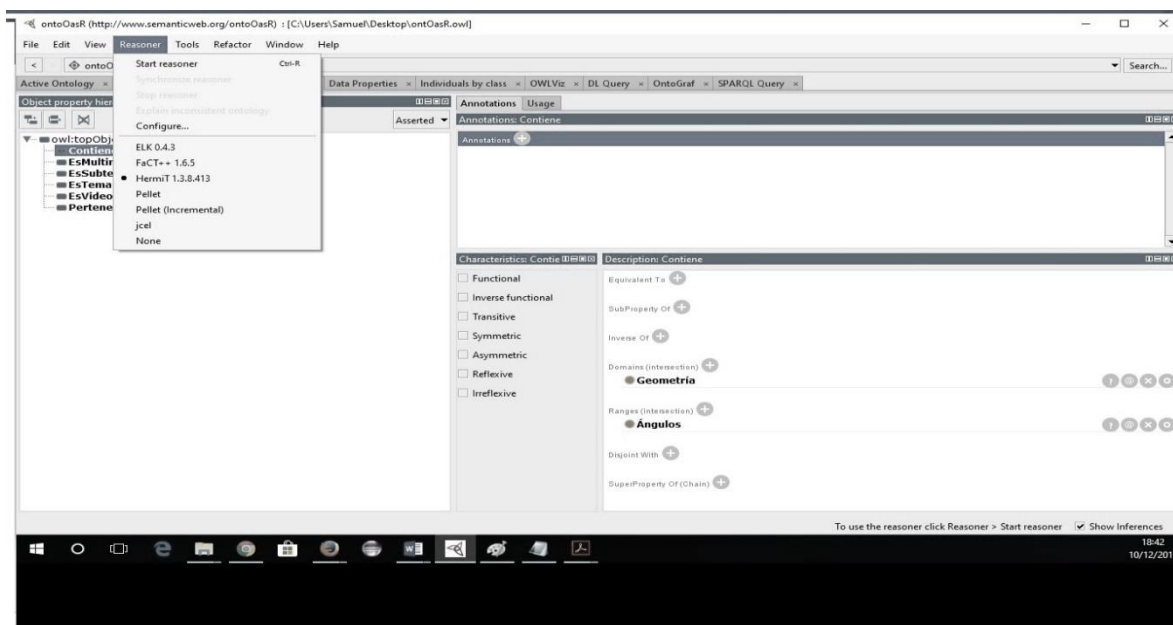 ontoOasR (http://www.semanticweb.org/ontoOasR) : [C:\Users\Samuel\Desktop\ontOasR.owl]
File Edit View Reasoner Tools Refactor Window Help
< > ontoO
Search...
Active Ontology × Data Properties × Individuals by class × OWLViz × DL Query × OntoGraf × SPARQL Query ×
Start reasoner Ctrl-R
Synchronize reasoner
Stop reasoner
Explain inconsistent ontology
Configure...
ELK 0.4.3
FaCT++ 1.6.5
HermiT 1.3.8.413
Pellet
Pellet (Incremental)
jcel
None
Object property hier
Asserted
owl:topObj
Contien
EsMultir
EsSubte
EsTema
EsVideo
Pertene
Annotations Usage
Annotations: Contiene
Annotations +
Characteristics: Contie
Functional
Inverse functional
Transitive
Symmetric
Asymmetric
Reflexive
Irreflexive
Description: Contiene
Equivalent To +
SubProperty Of +
Inverse Of +
Domains (intersection) +
Geometría
Ranges (intersection) +
Ángulos
Disjoint With +
SuperProperty Of (Chain) +
To use the reasoner click Reasoner > Start reasoner Show Inferences
18:42
10/12/201